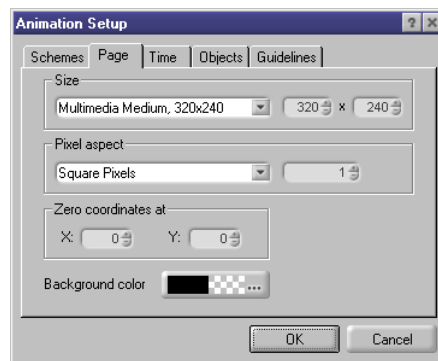 Animation Setup
Schemes Page Time Objects Guidelines
Size
Multimedia Medium, 320x240 320 x 240
Pixel aspect
Square Pixels 1
Zero coordinates at
X: 0 Y: 0
Background color ...
OK Cancel